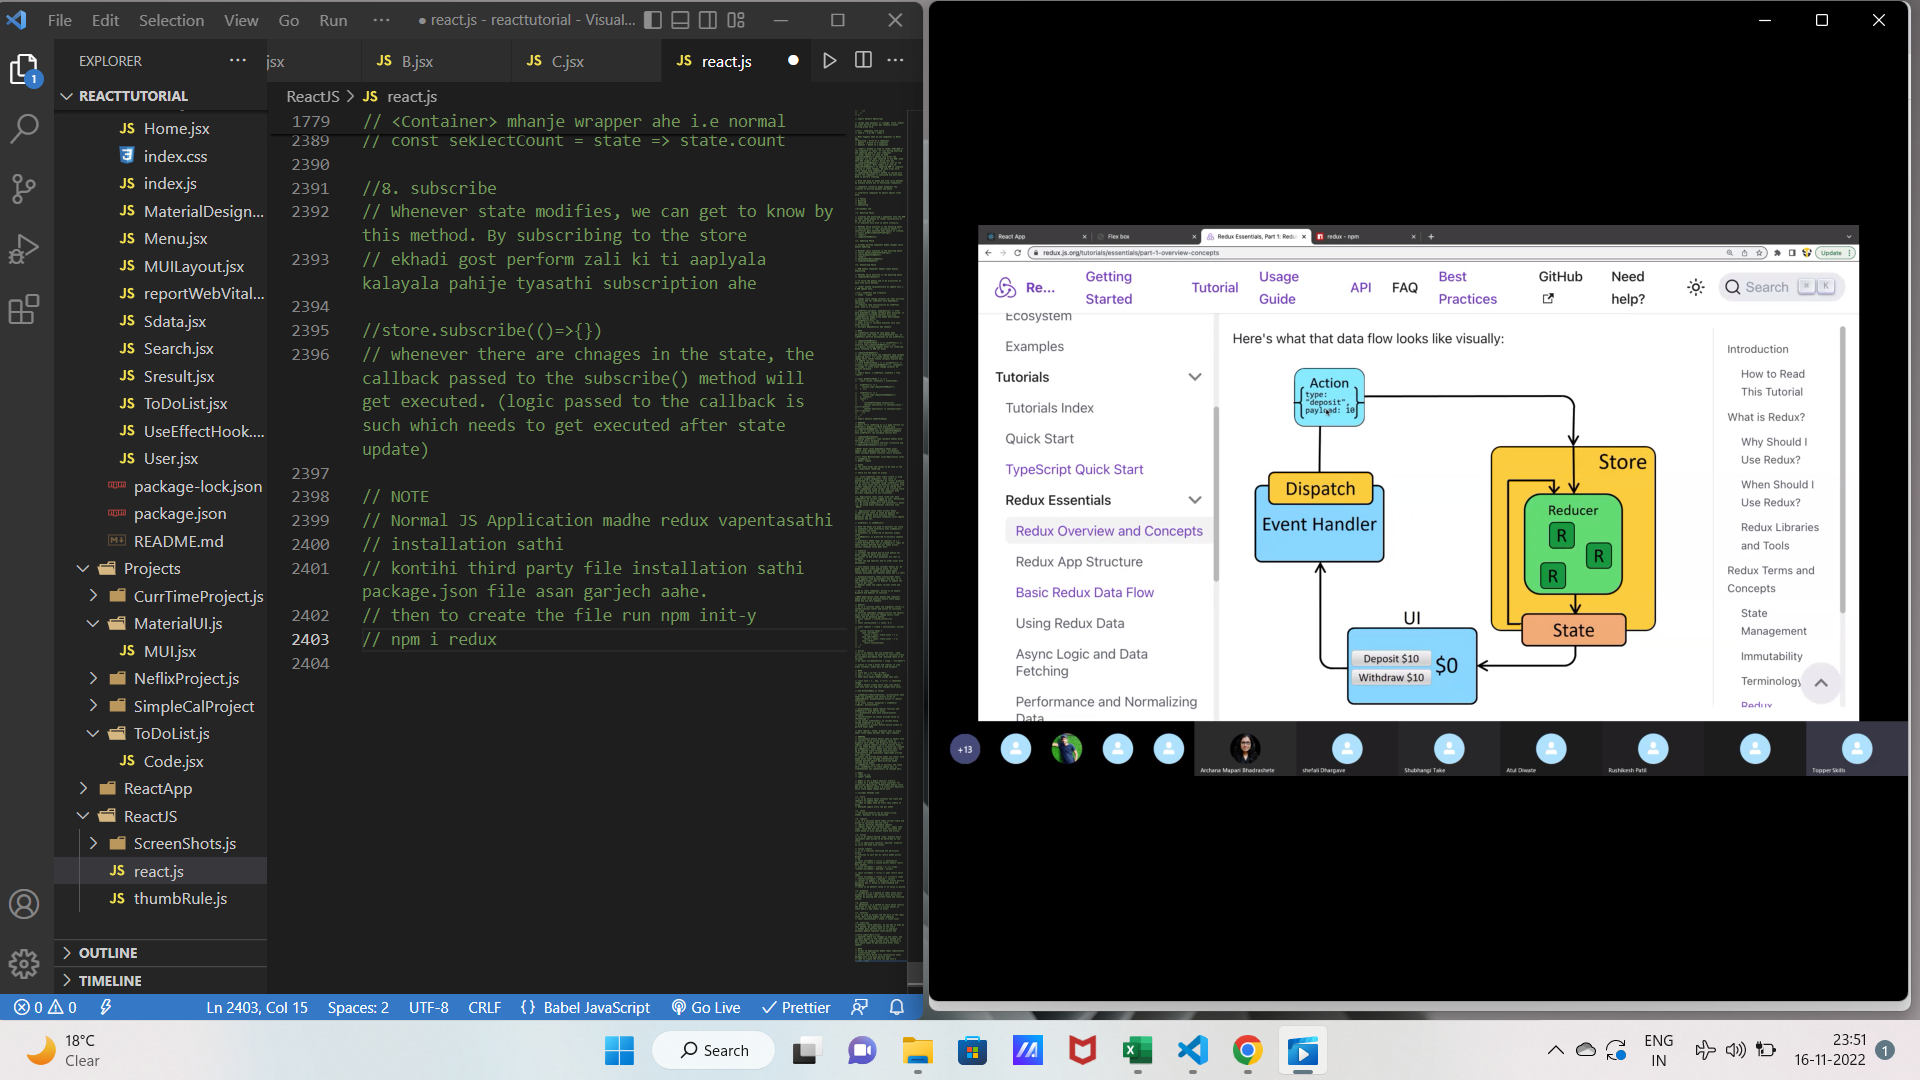 File Edit Selection View Go Run ··· ● react.js - reacttutorial - Visual...
EXPLORER ···
REACTTUTORIAL
Home.jsx
index.css
index.js
MaterialDesign...
Menu.jsx
MUILayout.jsx
reportWebVital...
Sdata.jsx
Search.jsx
Sresult.jsx
ToDoList.jsx
UseEffectHook....
User.jsx
package-lock.json
package.json
README.md
Projects
CurrTimeProject.js
MaterialUI.js
MUI.jsx
NeflixProject.js
SimpleCalProject
ToDoList.js
Code.jsx
ReactApp
ReactJS
ScreenShots.js
react.js
thumbRule.js
OUTLINE
TIMELINE
jsx JS B.jsx JS C.jsx JS react.js
ReactJS > JS react.js
1779 // <Container> mhanje wrapper ahe i.e normal
2389 // const seklectCount = state => state.count
2390
2391 //8. subscribe
2392 // Whenever state modifies, we can get to know by
this method. By subscribing to the store
2393 // ekhadi gost perform zali ki ti aaplyala
kalayala pahije tyasathi subscription ahe
2394
2395 //store.subscribe(()=>{})
2396 // whenever there are chnages in the state, the
callback passed to the subscribe() method will
get executed. (logic passed to the callback is
such which needs to get executed after state
update)
2397
2398 // NOTE
2399 // Normal JS Application madhe redux vapentasathi
2400 // installation sathi
2401 // kontihi third party file installation sathi
package.json file asan garjech aahe.
2402 // then to create the file run npm init-y
2403 // npm i redux
2404
0 0 Ln 2403, Col 15 Spaces: 2 UTF-8 CRLF {} Babel JavaScript Go Live Prettier
React App Flex box Redux Essentials, Part 1: Redu redux - npm
redux.js.org/tutorials/essentials/part-1-overview-concepts Update
Re... Getting Started Tutorial Usage Guide API FAQ Best Practices GitHub Need help? Search ⌘ K
Ecosystem
Examples
Tutorials
Tutorials Index
Quick Start
TypeScript Quick Start
Redux Essentials
Redux Overview and Concepts
Redux App Structure
Basic Redux Data Flow
Using Redux Data
Async Logic and Data
Fetching
Performance and Normalizing
Data
Here's what that data flow looks like visually:
Action
type:
"deposit",
payload: 10
Dispatch
Event Handler
Store
Reducer
R
R
R
State
UI
Deposit $10
Withdraw $10
$0
Introduction
How to Read
This Tutorial
What is Redux?
Why Should I
Use Redux?
When Should I
Use Redux?
Redux Libraries
and Tools
Redux Terms and
Concepts
State
Management
Immutability
Terminology
Redux
+13
Archana Mapari Bhadrashete shefali Dhargave Shubhangi Take Atul Diwate Rushikesh Patil Topper Skills
18°C
Clear
Search
ENG
IN
23:51
16-11-2022
1